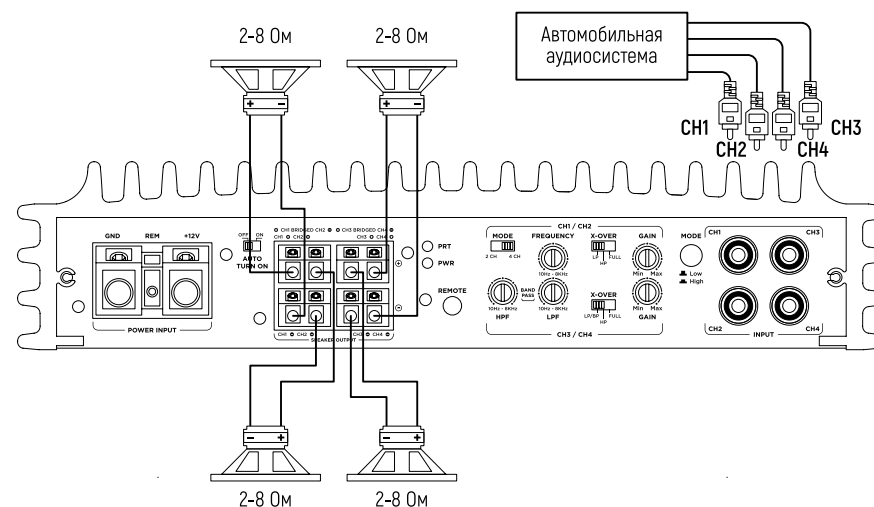 2-8 Ом
2-8 Ом
Автомобильная
аудиосистема
CH1
CH2
CH4
CH3
+ -
+ -
GND REM +12V
POWER INPUT
OFF ON
AUTO
TURN ON
CH1 BRIDGED CH2
CH3 BRIDGED CH4
CH1 CH2
CH3 CH4
+
-
CH1 CH2
CH3 CH4
SPEAKER OUTPUT
PRT
PWR
REMOTE
CH1 / CH2
MODE
2 CH 4 CH
FREQUENCY
10Hz - 8KHz
X-OVER
LP FULL
HP
GAIN
Min Max
10Hz - 8KHz
HPF
BAND
PASS
10Hz - 8KHz
LPF
X-OVER
LP/BP FULL
HP
Min Max
GAIN
CH3 / CH4
MODE
Low
High
CH1
CH3
CH2
CH4
INPUT
- +
- +
2-8 Ом
2-8 Ом